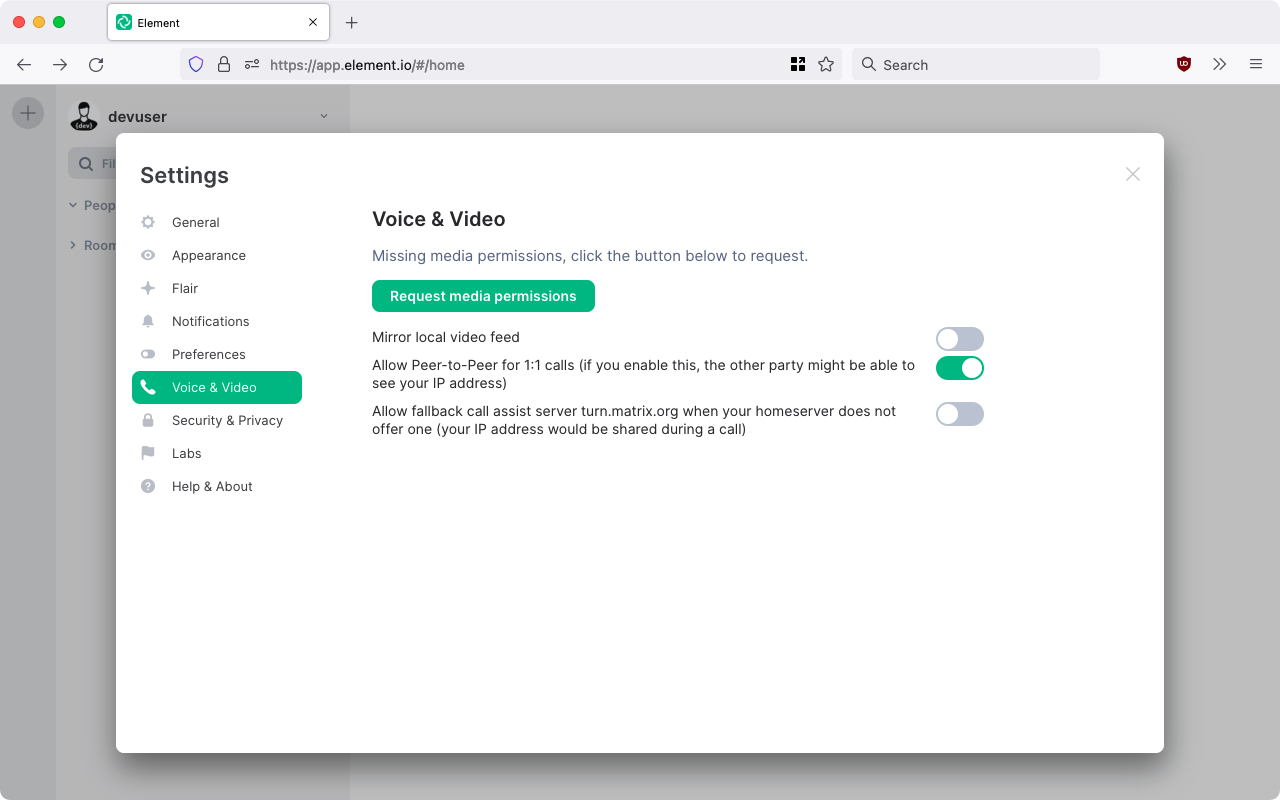 Element
https://app.element.io/#/home
Search
devuser
{dev}
Fil
Peop
Room
Settings
General
Appearance
Flair
Notifications
Preferences
Voice & Video
Security & Privacy
Labs
Help & About
Voice & Video
Missing media permissions, click the button below to request.
Request media permissions
Mirror local video feed
Allow Peer-to-Peer for 1:1 calls (if you enable this, the other party might be able to
see your IP address)
Allow fallback call assist server turn.matrix.org when your homeserver does not
offer one (your IP address would be shared during a call)